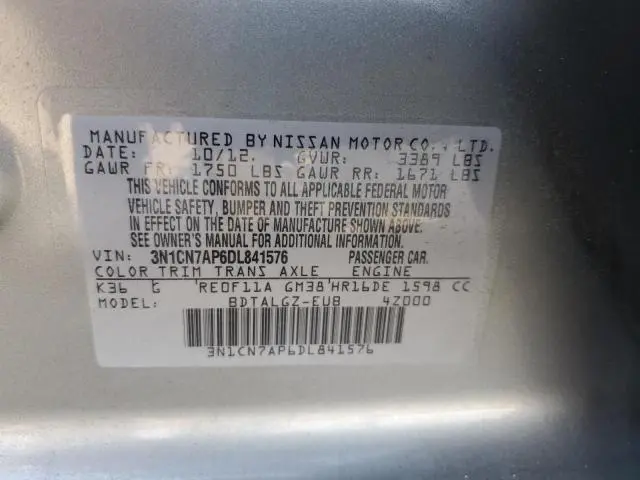 MANUFACTURED BY NISSAN MOTOR CO., LTD.
DATE: 10/12. GVWR: 3389 LBS
GAWR FR: 1750 LBS GAWR RR: 1671 LBS
THIS VEHICLE CONFORMS TO ALL APPLICABLE FEDERAL MOTOR
VEHICLE SAFETY, BUMPER AND THEFT PREVENTION STANDARDS
IN EFFECT ON THE DATE OF MANUFACTURE SHOWN ABOVE.
SEE OWNER'S MANUAL FOR ADDITIONAL INFORMATION.
VIN: 3N1CN7AP6DL841576 PASSENGER CAR.
COLOR TRIM TRANS AXLE ENGINE
K36 G RE0F11A GM38 HR16DE 1598 CC
MODEL: BDTALGZ-EUB 4Z000
3N1CN7AP6DL841576